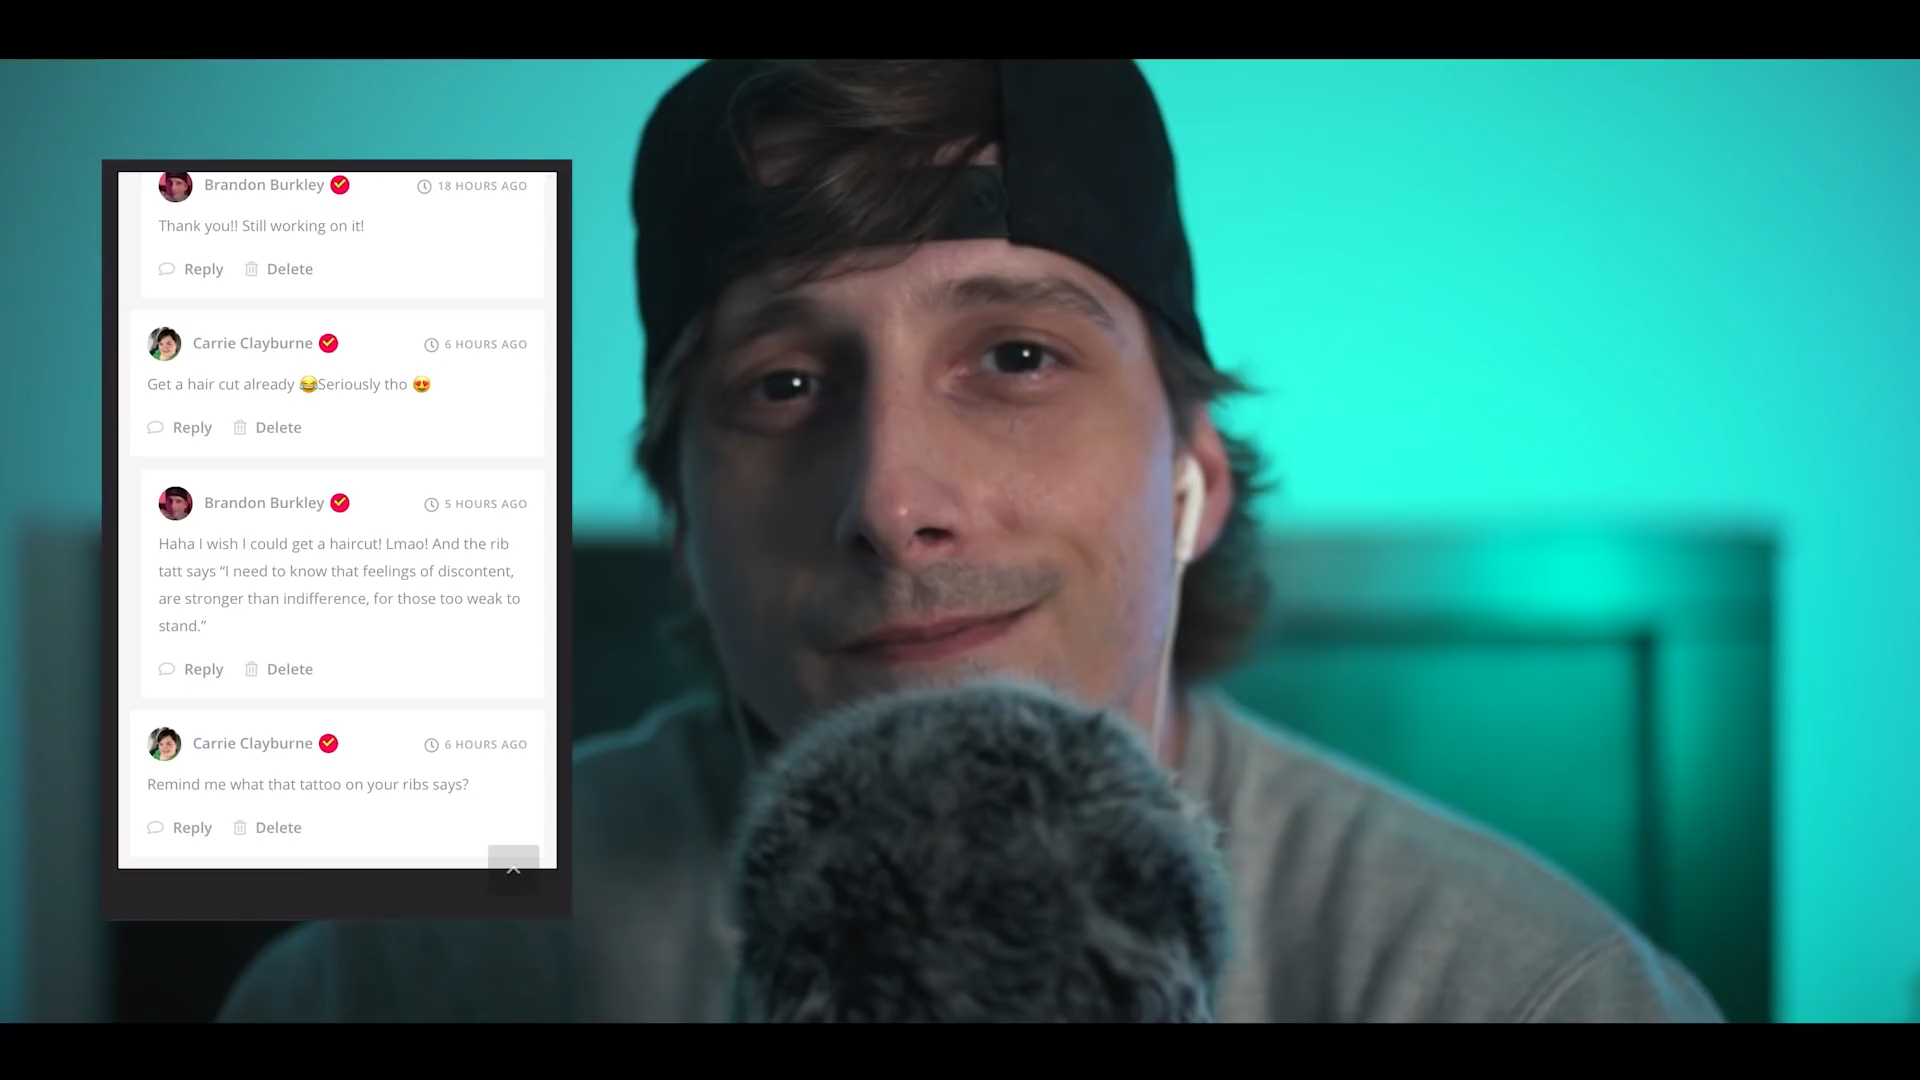 Brandon Burkley
18 HOURS AGO
Thank you!! Still working on it!
Reply
Delete
Carrie Clayburne
6 HOURS AGO
Get a hair cut already 😂Seriously tho 😍
Reply
Delete
Brandon Burkley
5 HOURS AGO
Haha I wish I could get a haircut! Lmao! And the rib
tatt says “I need to know that feelings of discontent,
are stronger than indifference, for those too weak to
stand.”
Reply
Delete
Carrie Clayburne
6 HOURS AGO
Remind me what that tattoo on your ribs says?
Reply
Delete